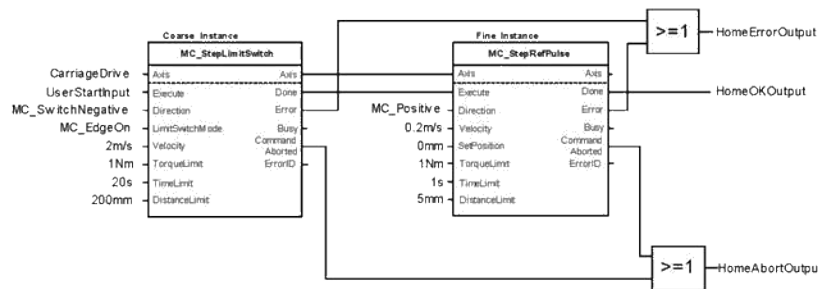 Coarse Instance
MC_StepLimitSwitch
CarriageDrive Axis Axis
UserStartInput Execute Done
MC_SwitchNegative Direction Error
MC_EdgeOn LimitSwitchMode Busy
2m/s Velocity Command Aborted
1Nm TorqueLimit ErrorID
20s TimeLimit
200mm DistanceLimit
Fine Instance
MC_StepRefPulse
Axis Axis
Execute Done
MC_Positive Direction Error
0.2m/s Velocity Busy
0mm SetPosition Command Aborted
1Nm TorqueLimit ErrorID
1s TimeLimit
5mm DistanceLimit
>=1 HomeErrorOutput
HomeOKOutput
>=1 HomeAbortOutpu